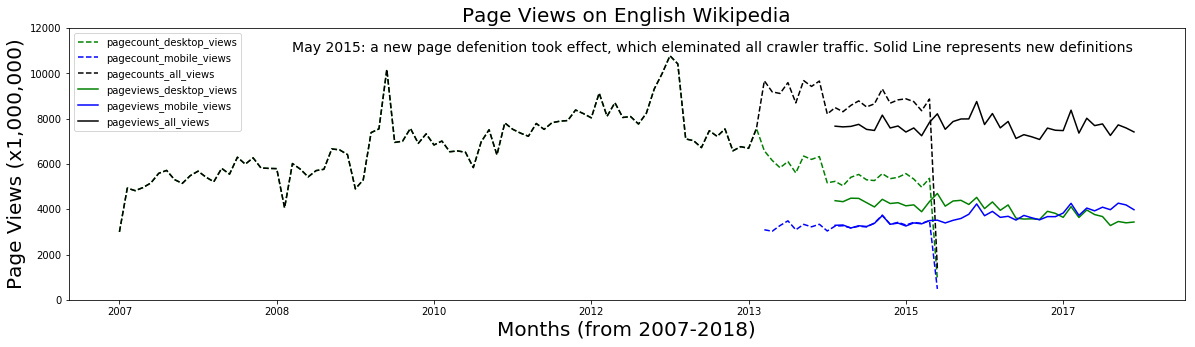 Page Views on English Wikipedia
May 2015: a new page defenition took effect, which eleminated all crawler traffic. Solid Line represents new definitions
pagecount_desktop_views
pagecount_mobile_views
pagecounts_all_views
pageviews_desktop_views
pageviews_mobile_views
pageviews_all_views
Page Views (x1,000,000)
12000
10000
8000
6000
4000
2000
0
2007 2008 2010 2012 2013 2015 2017
Months (from 2007-2018)